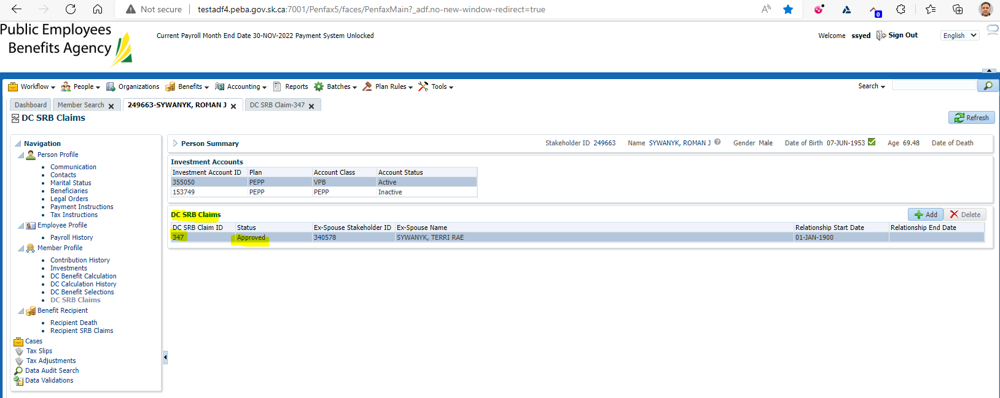 Not secure testadf4.peba.gov.sk.ca:7001/Penfax5/faces/PenfaxMain?_adf.no-new-window-redirect=true A 0
Public Employees
Benefits Agency
Current Payroll Month End Date 30-NOV-2022 Payment System Unlocked
Welcome ssyed Sign Out English
Workflow People Organizations Benefits Accounting Reports Batches Plan Rules Tools Search
Dashboard Member Search 249663-SYWANYK, ROMAN J DC SRB Claim-347
DC SRB Claims Refresh
Navigation
Person Profile
Communication
Contacts
Marital Status
Beneficiaries
Legal Orders
Payment Instructions
Tax Instructions
Employee Profile
Payroll History
Member Profile
Contribution History
Investments
DC Benefit Calculation
DC Calculation History
DC Benefit Selections
DC SRB Claims
Benefit Recipient
Recipient Death
Recipient SRB Claims
Cases
Tax Slips
Tax Adjustments
Data Audit Search
Data Validations
Person Summary Stakeholder ID 249663 Name SYWANYK, ROMAN J Gender Male Date of Birth 07-JUN-1953 Age 69.48 Date of Death
Investment Accounts
Investment Account ID Plan Account Class Account Status
355050 PEPP VPB Active
153749 PEPP PEPP Inactive
DC SRB Claims Add Delete
DC SRB Claim ID Status Ex-Spouse Stakeholder ID Ex-Spouse Name Relationship Start Date Relationship End Date
347 Approved 340578 SYWANYK, TERRI RAE 01-JAN-1900